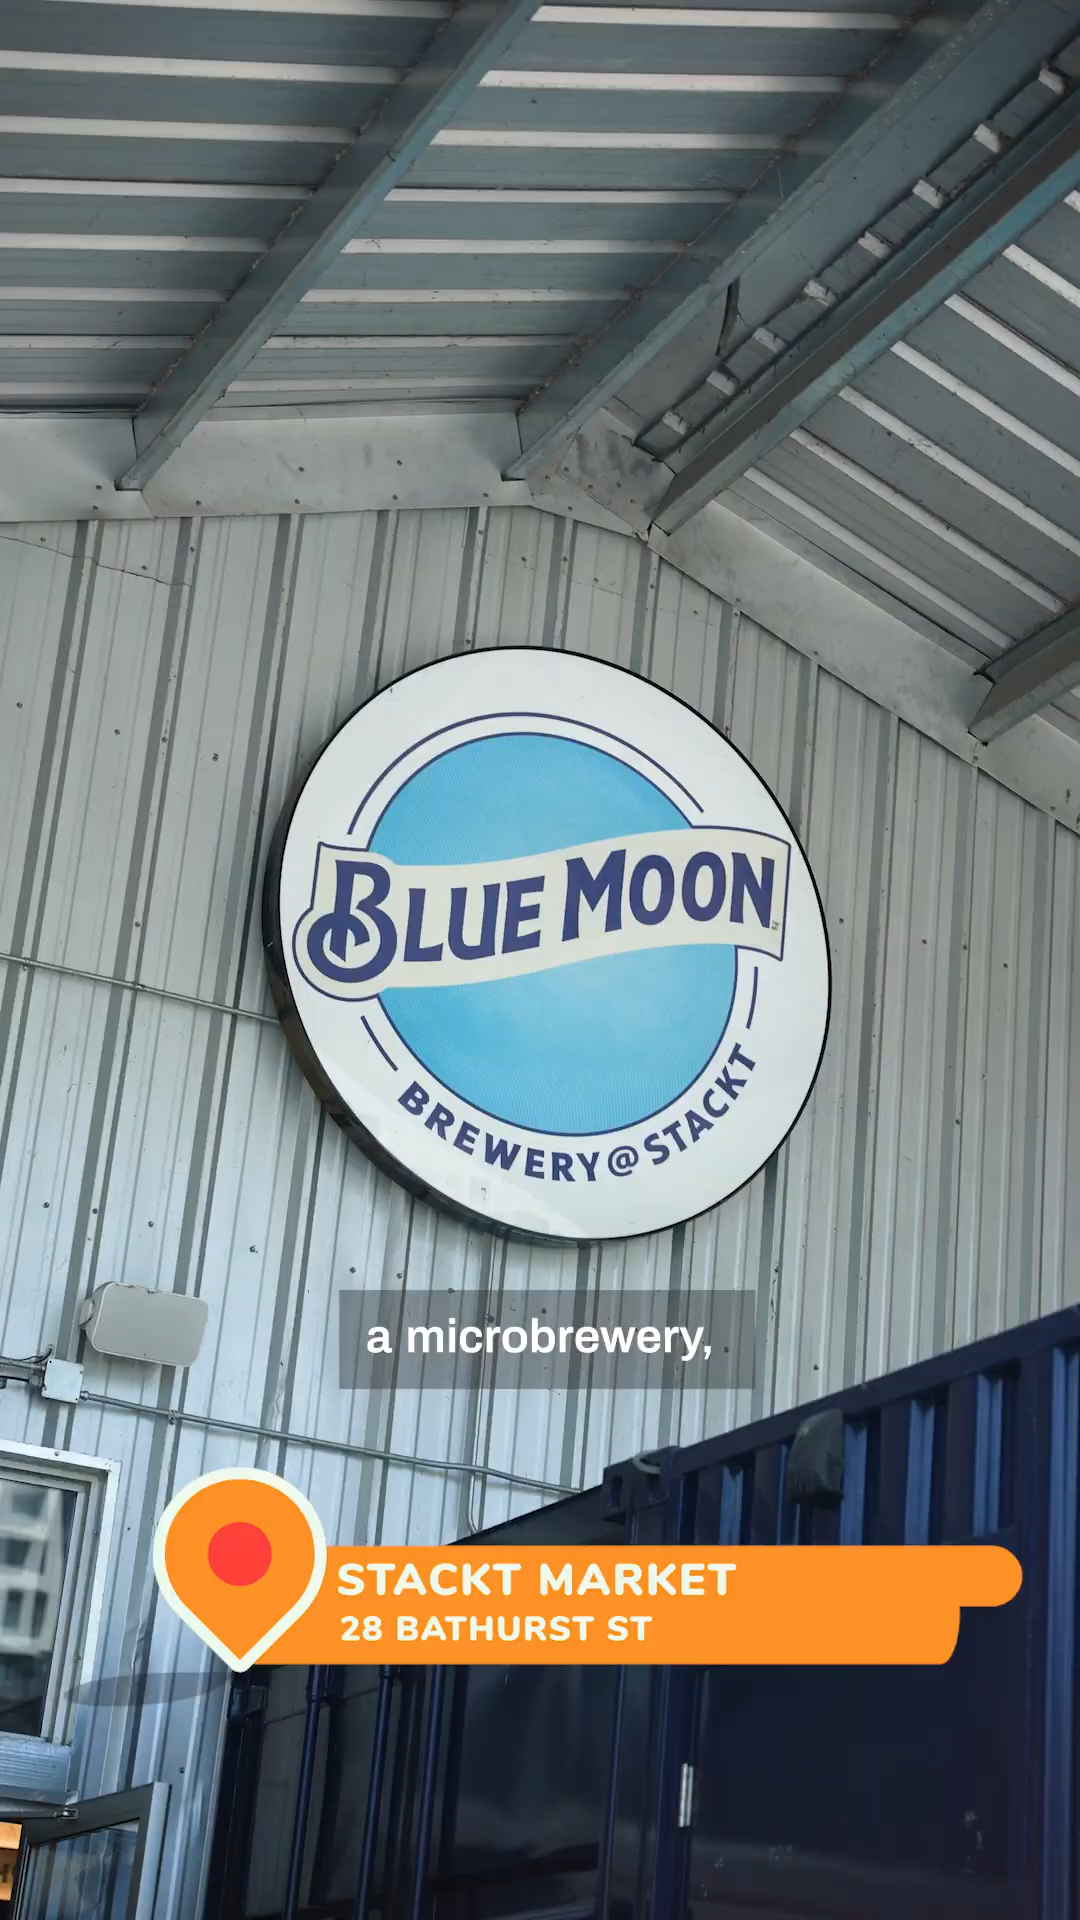 BLUE MOON
BREWERY@STACKT
a microbrewery,
STACKT MARKET
28 BATHURST ST